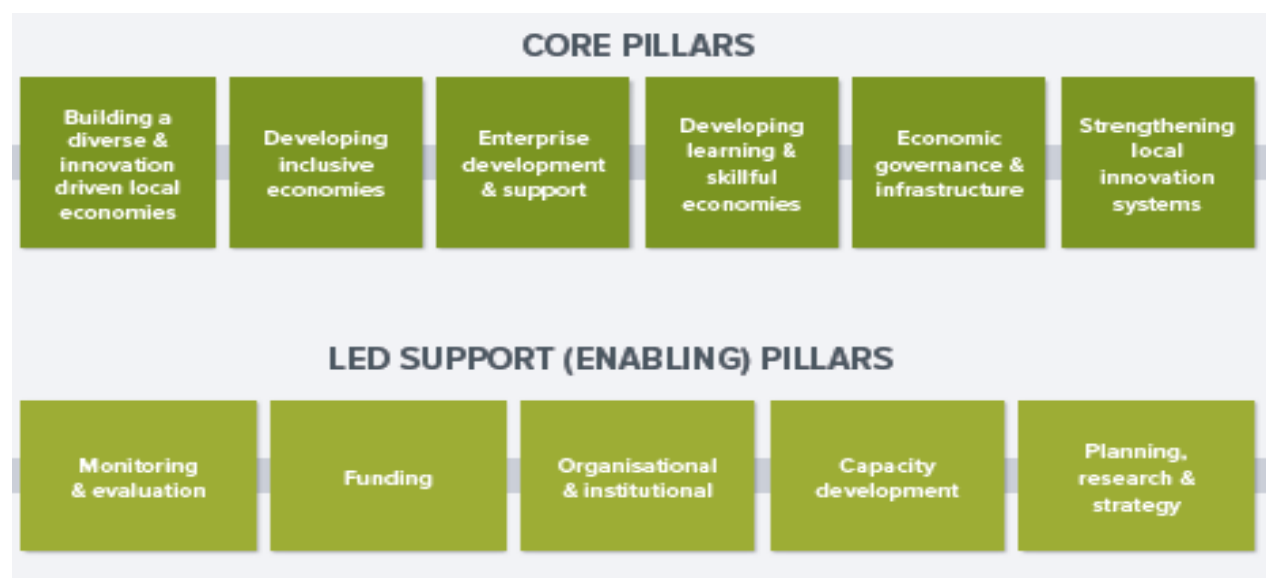 CORE PILLARS
Building a
diverse &
innovation
driven local
economies
Developing
inclusive
economies
Enterprise
development
& support
Developing
learning &
skillful
economies
Economic
governance &
infrastructure
Strengthening
local
innovation
systems
LED SUPPORT (ENABLING) PILLARS
Monitoring
& evaluation
Funding
Organisational
& institutional
Capacity
development
Planning,
research &
strategy